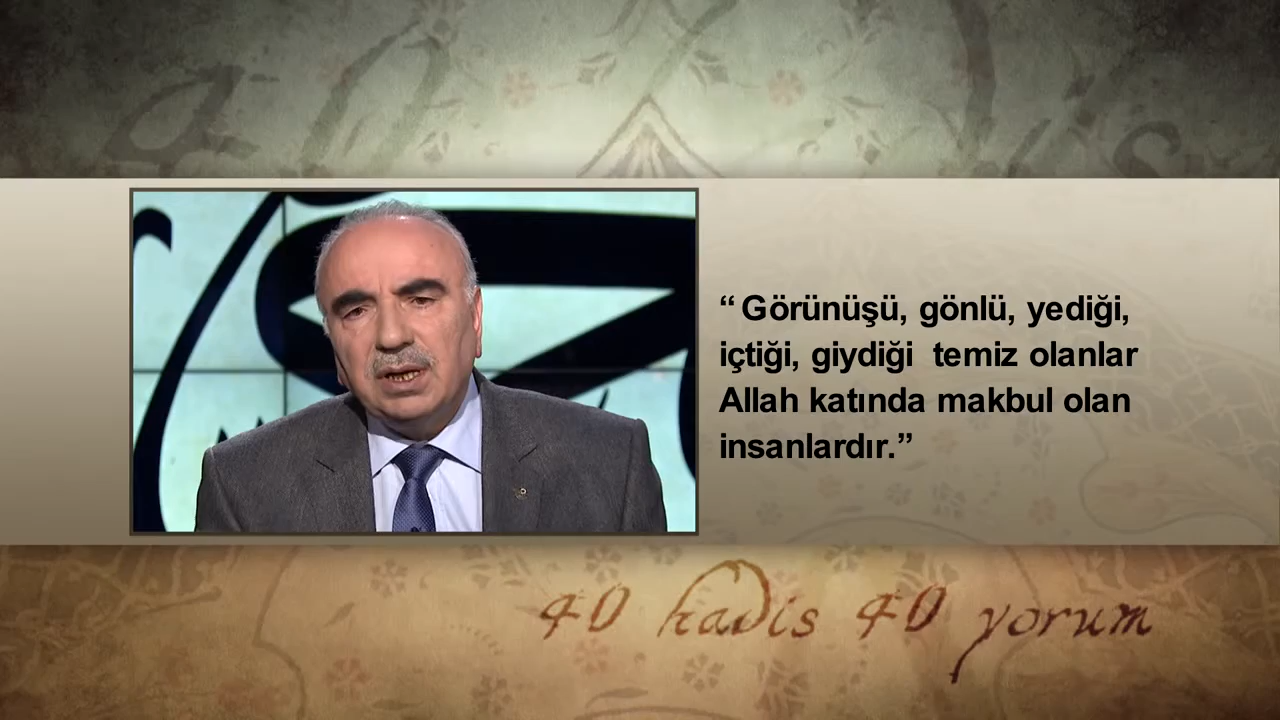 “ Görünüşü, gönlü, yediği,
içtiği, giydiği  temiz olanlar
Allah katında makbul olan
insanlardır.”
40 hadis 40 yorum